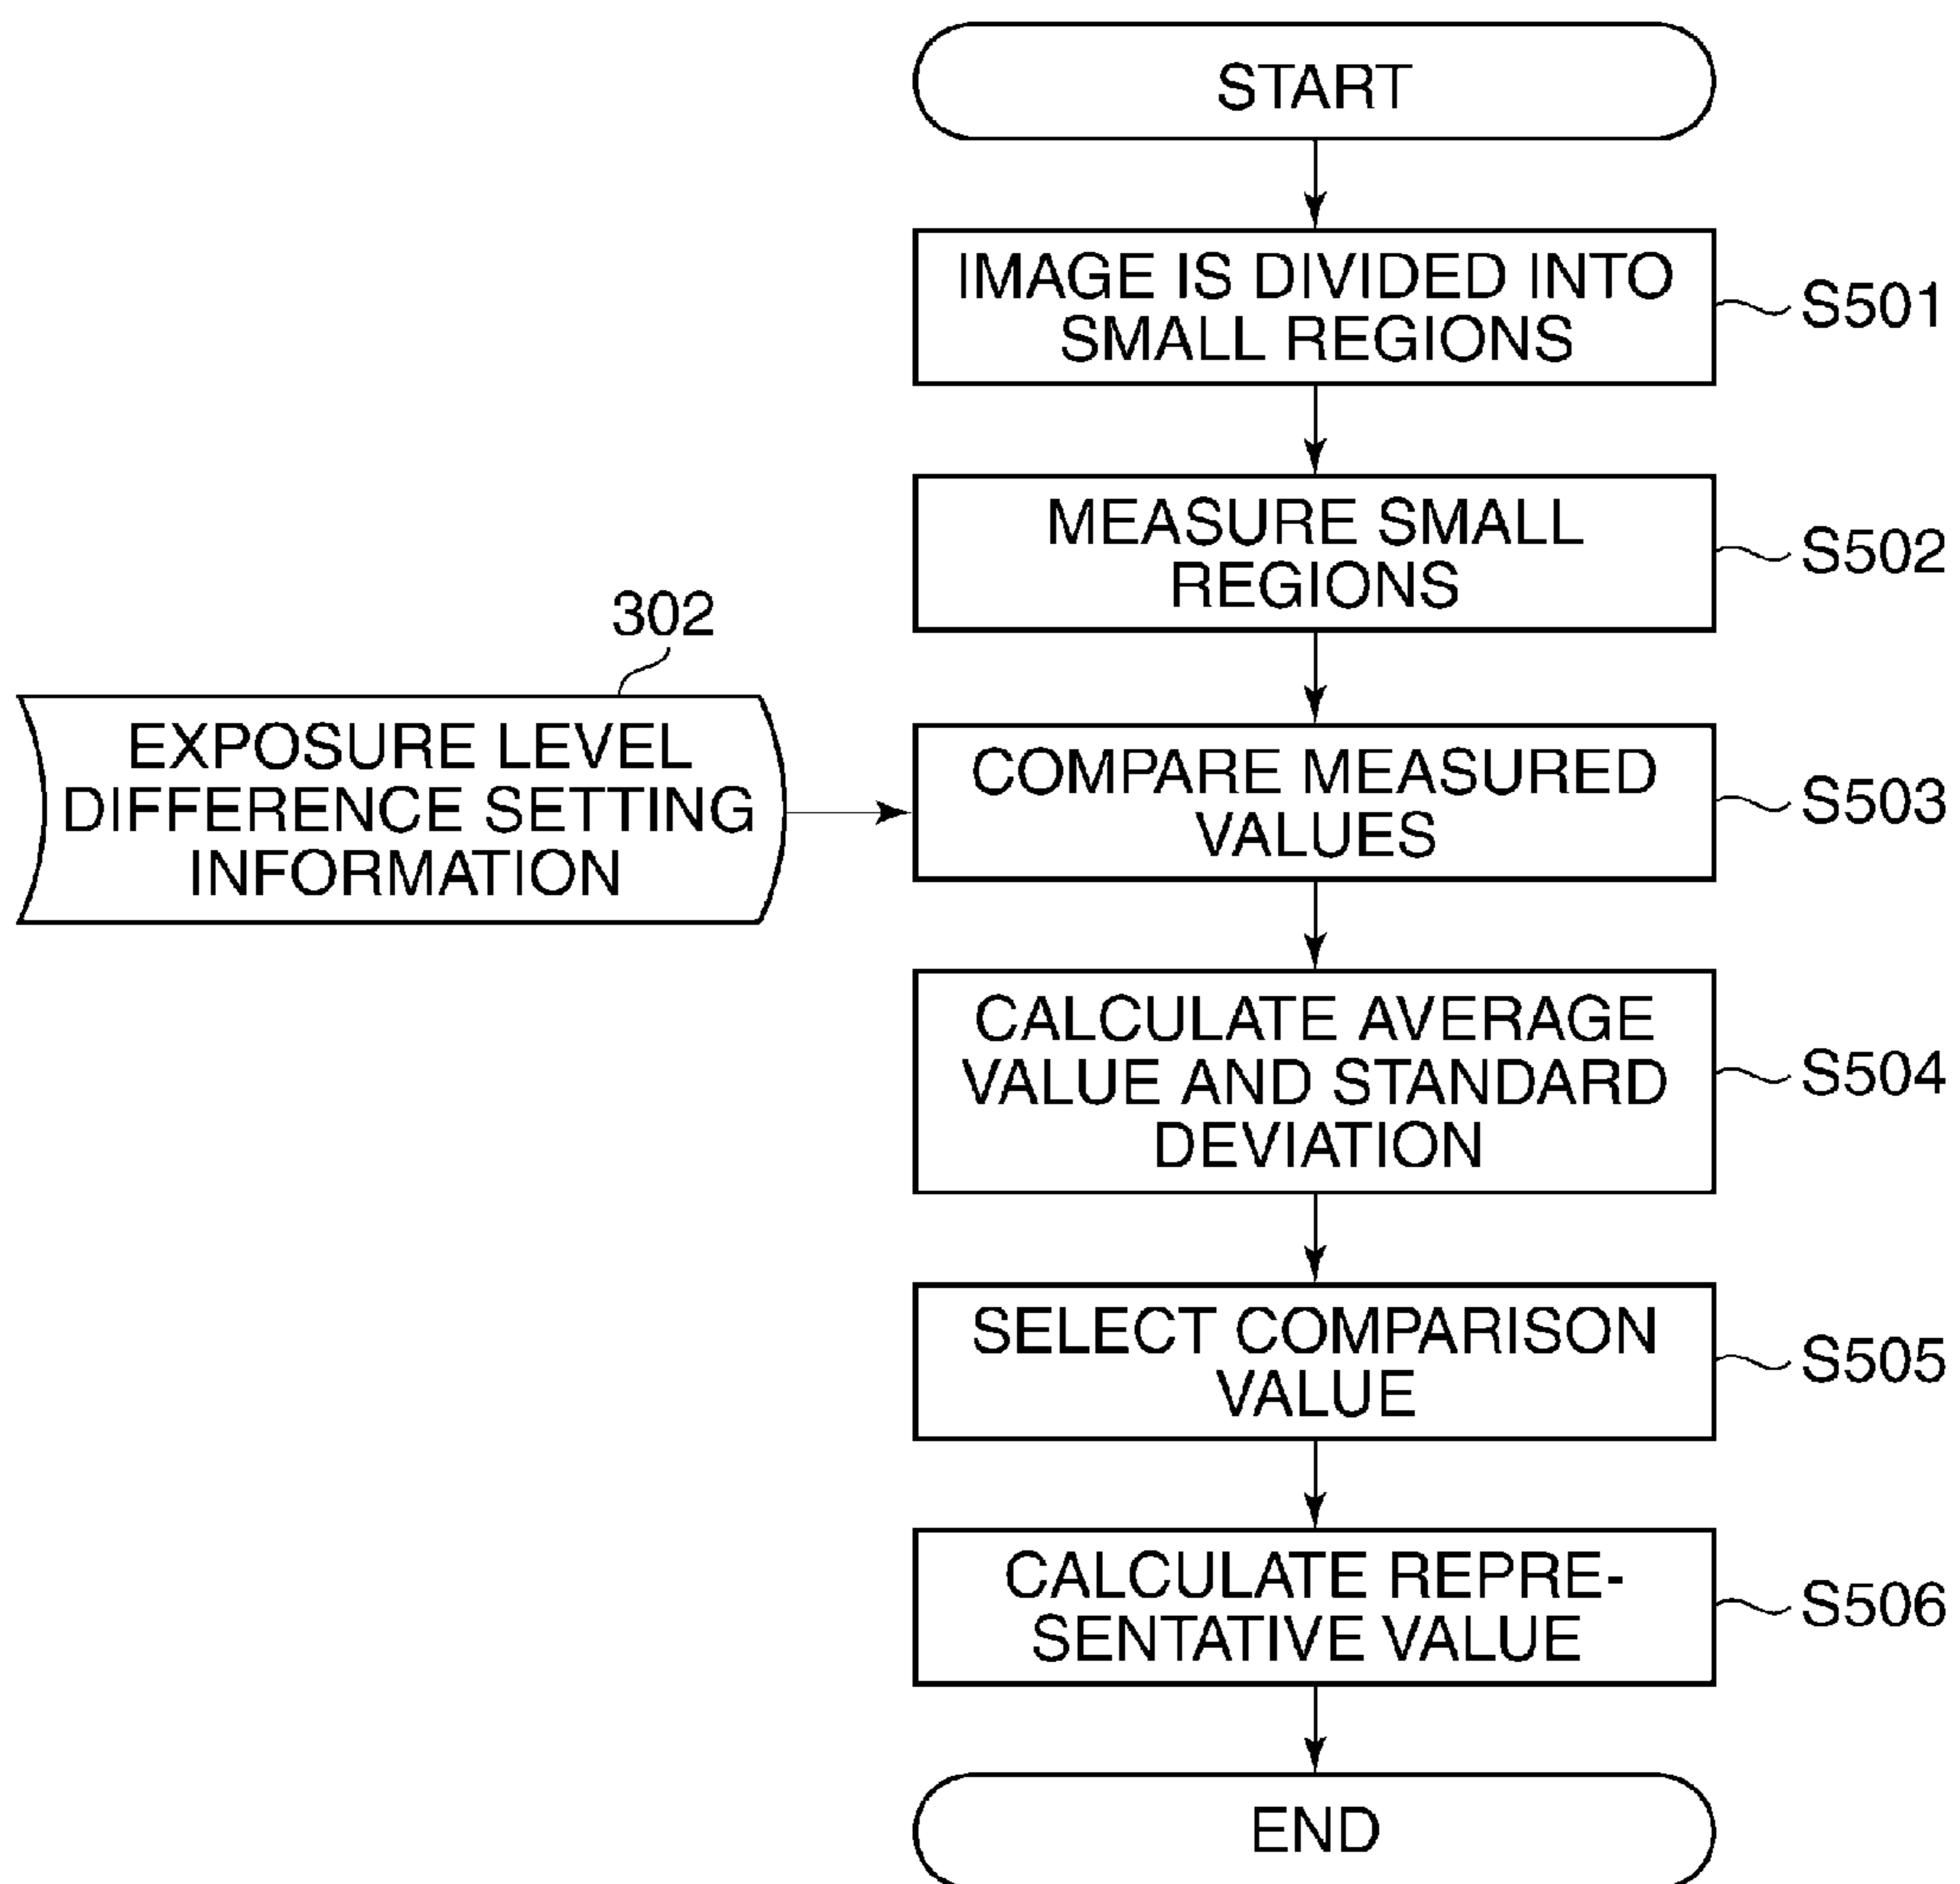 START
IMAGE IS DIVIDED INTO
SMALL REGIONS
S501
MEASURE SMALL
REGIONS
S502
302
EXPOSURE LEVEL
DIFFERENCE SETTING
INFORMATION
COMPARE MEASURED
VALUES
S503
CALCULATE AVERAGE
VALUE AND STANDARD
DEVIATION
S504
SELECT COMPARISON
VALUE
S505
CALCULATE REPRE-
SENTATIVE VALUE
S506
END